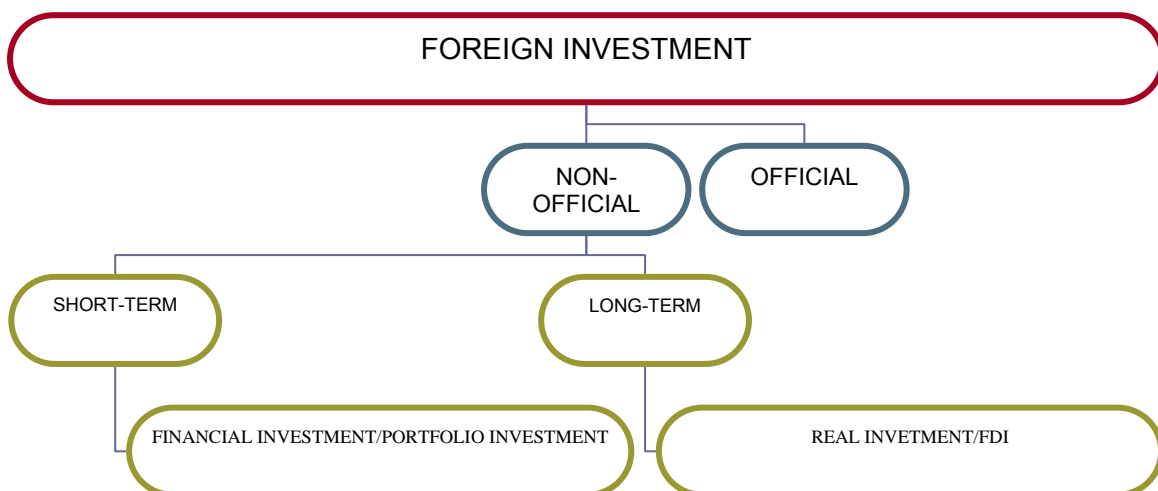 FOREIGN INVESTMENT
NON-
OFFICIAL
OFFICIAL
SHORT-TERM
LONG-TERM
FINANCIAL INVESTMENT/PORTFOLIO INVESTMENT
REAL INVETMENT/FDI